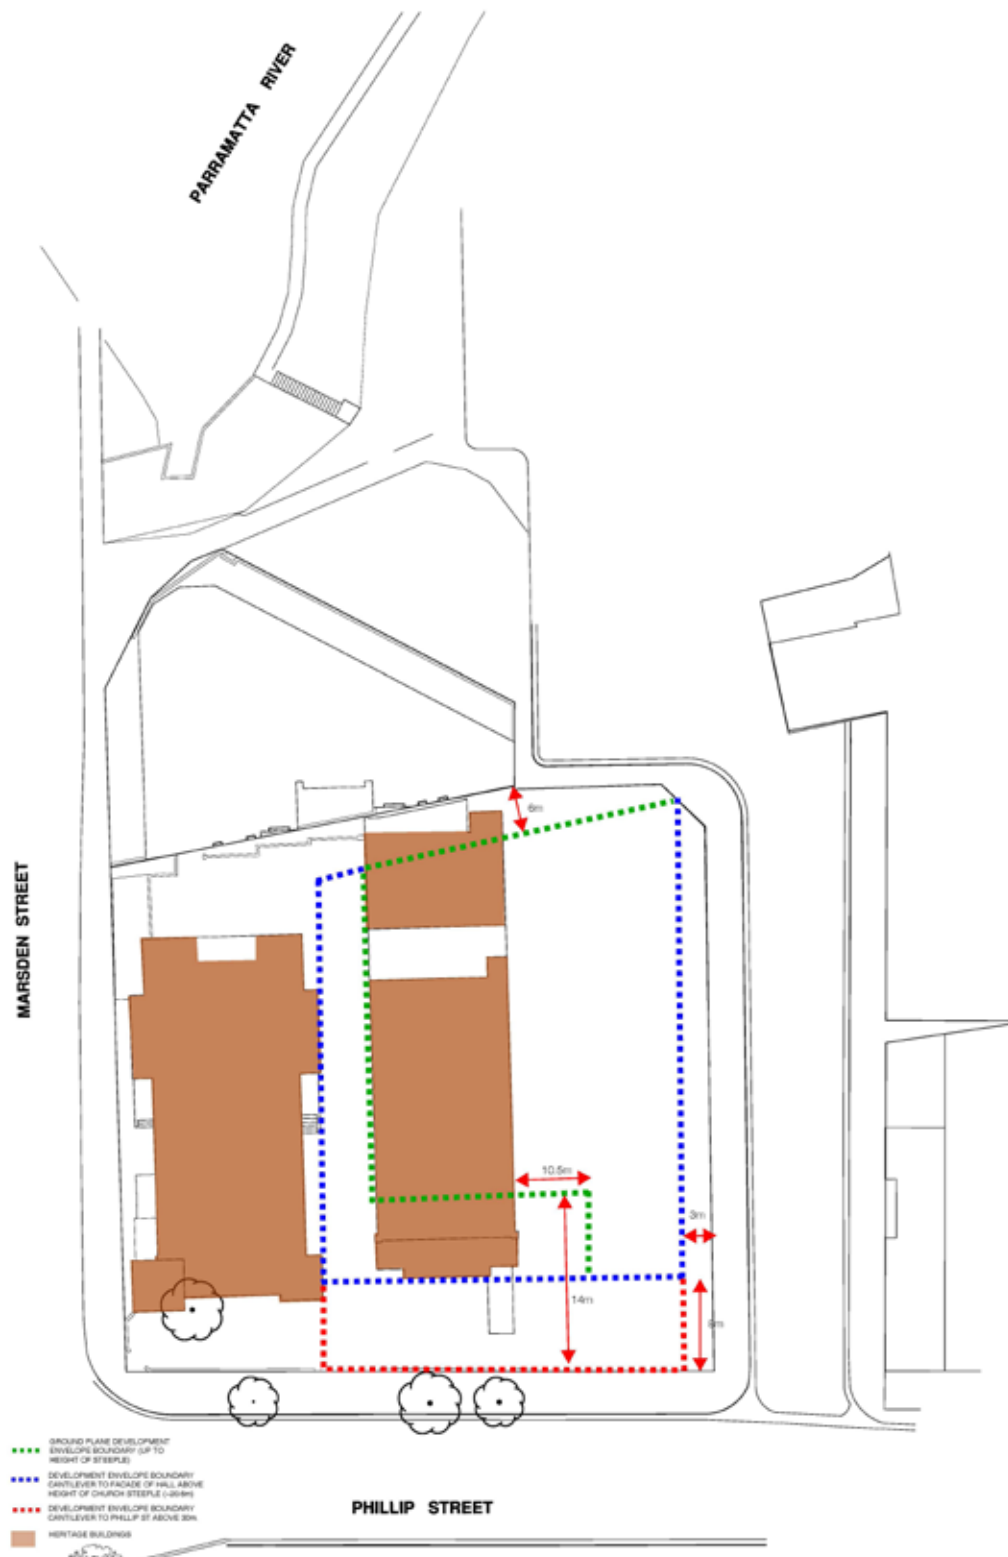 PARRAMATTA RIVER
6m
MARSDEN STREET
10.5m
3m
14m
GROUND PLANE DEVELOPMENT
ENVELOPE BOUNDARY (UP TO
HEIGHT OF STEEPLE)
DEVELOPMENT ENVELOPE BOUNDARY
CANTILEVER TO FACADE OF HALL ABOVE
HEIGHT OF CHURCH STEEPLE
DEVELOPMENT ENVELOPE BOUNDARY
CANTILEVER TO PHILLIP ST ABOVE 30m
HERITAGE BUILDINGS
PHILLIP STREET